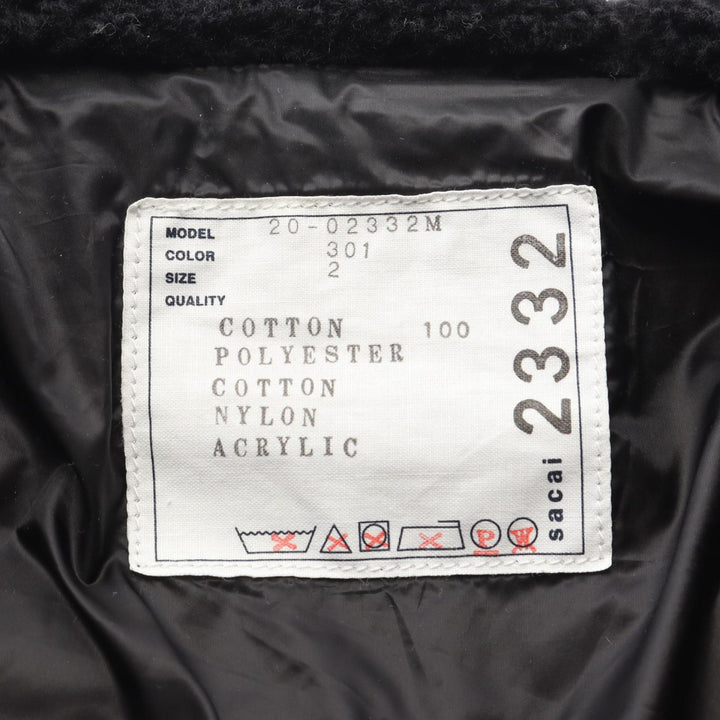 MODEL 20-02332M
COLOR 301
SIZE 2
QUALITY
COTTON 100
POLYESTER
COTTON
NYLON
ACRYLIC
P W
sacai 2332